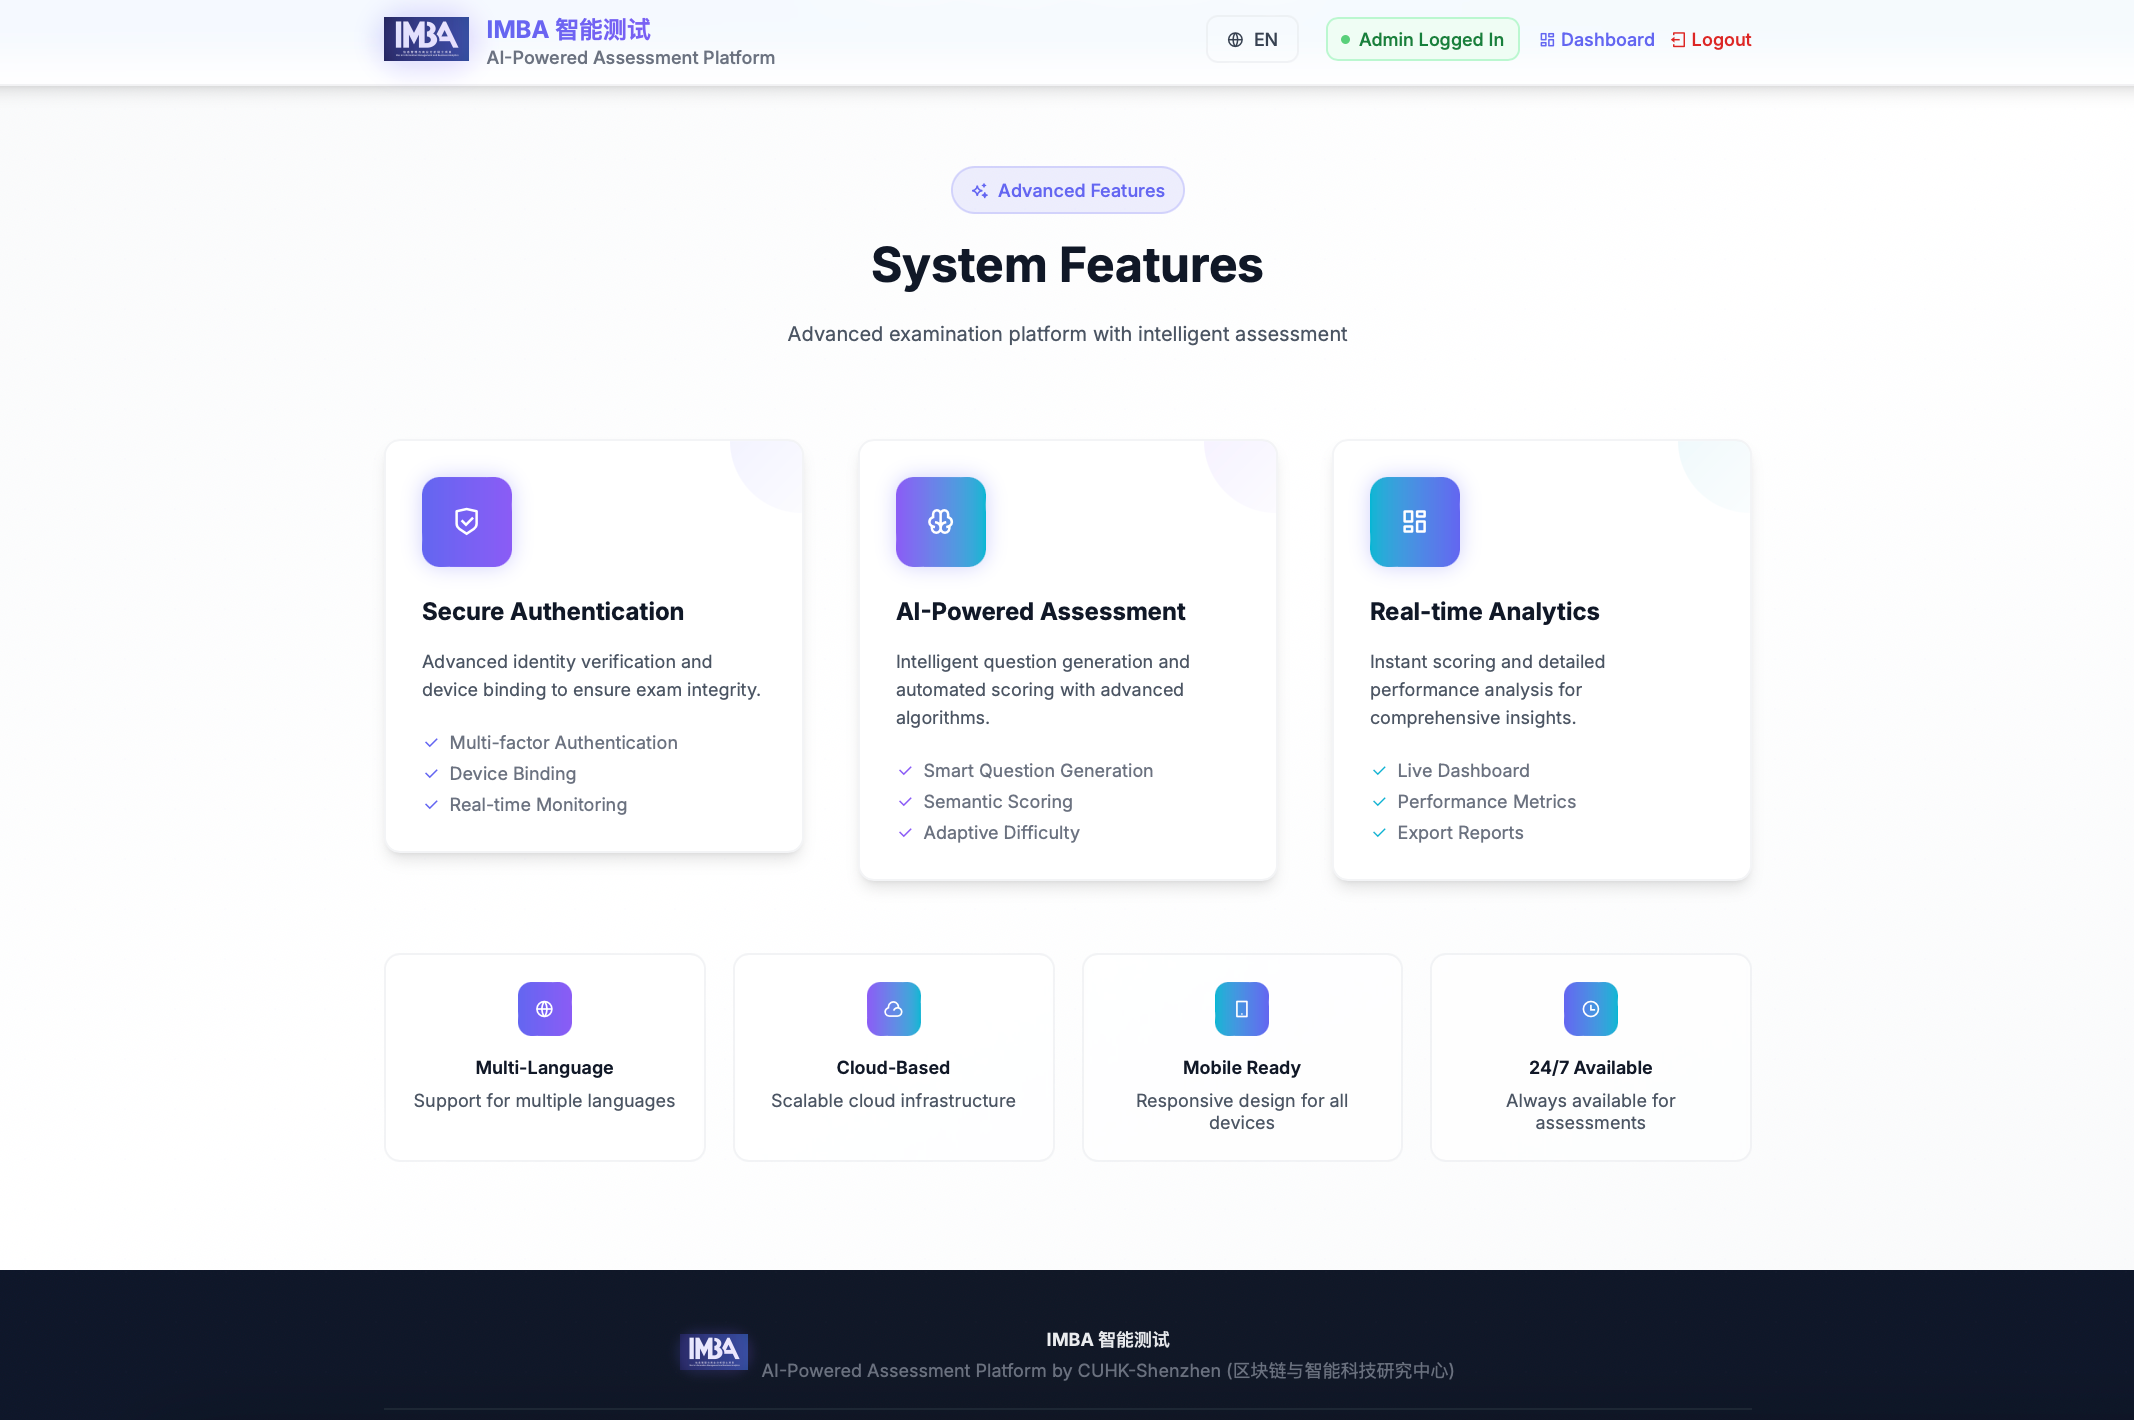 IMBA
IMBA 智能测试
AI-Powered Assessment Platform
EN
Admin Logged In
Dashboard
Logout
Advanced Features
System Features
Advanced examination platform with intelligent assessment
Secure Authentication
Advanced identity verification and
device binding to ensure exam integrity.
Multi-factor Authentication
Device Binding
Real-time Monitoring
AI-Powered Assessment
Intelligent question generation and
automated scoring with advanced
algorithms.
Smart Question Generation
Semantic Scoring
Adaptive Difficulty
Real-time Analytics
Instant scoring and detailed
performance analysis for
comprehensive insights.
Live Dashboard
Performance Metrics
Export Reports
Multi-Language
Support for multiple languages
Cloud-Based
Scalable cloud infrastructure
Mobile Ready
Responsive design for all
devices
24/7 Available
Always available for
assessments
IMBA
IMBA 智能测试
AI-Powered Assessment Platform by CUHK-Shenzhen (区块链与智能科技研究中心)